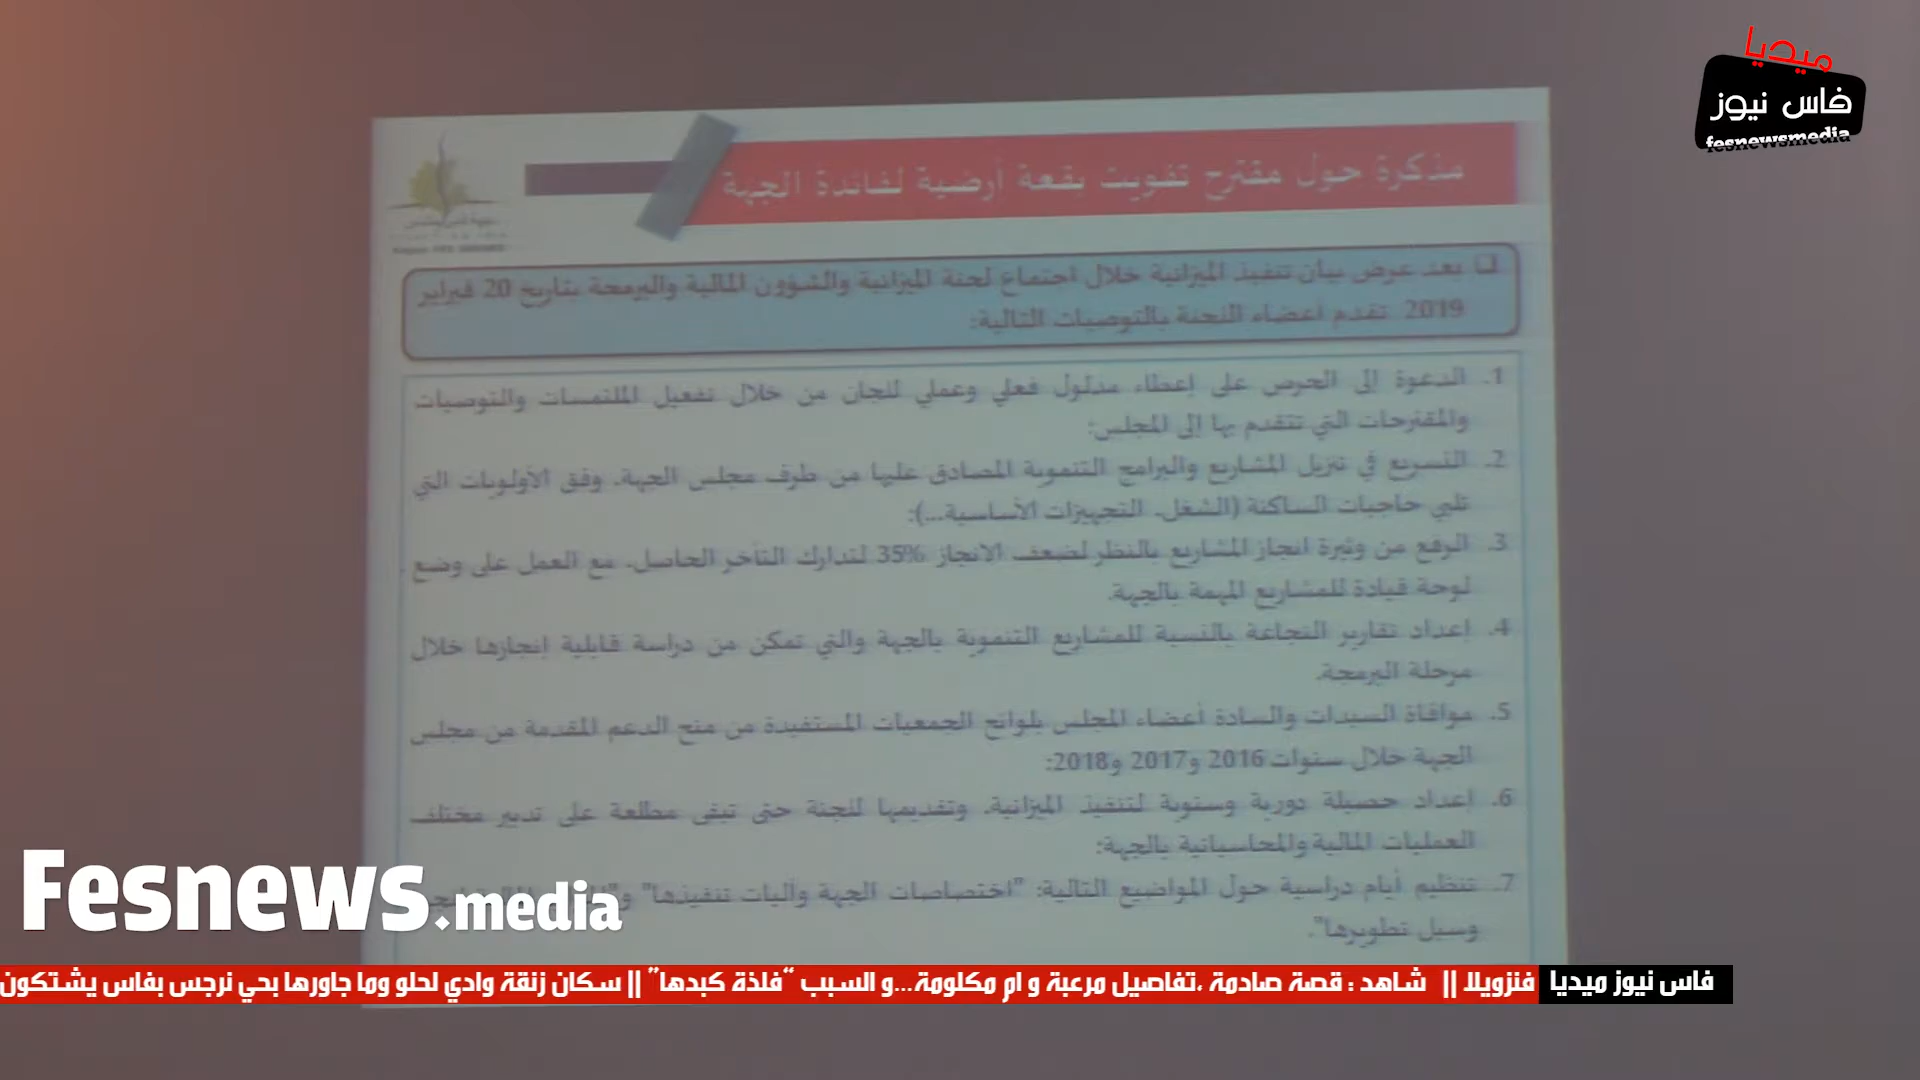 ميديا
فاس نيوز
fesnewsmedia
مذكرة حول مقترح تفويت بقعة أرضية لفائدة الجهة
❑ بعد عرض بيان تنفيذ الميزانية خلال اجتماع لجنة الميزانية والشؤون المالية والبرمجة بتاريخ 20 فبراير
2019 تقدم أعضاء اللجنة بالتوصيات التالية:
1. الدعوة إلى الحرص على إعطاء مدلول فعلي وعملي للجان من خلال تفعيل الملتمسات والتوصيات
والمقترحات التي تتقدم بها إلى المجلس؛
2. التسريع في تنزيل المشاريع والبرامج التنموية المصادق عليها من طرف مجلس الجهة، وفق الأولويات التي
تلبي حاجيات الساكنة (الشغل، التجهيزات الأساسية...)؛
3. الرفع من وثيرة انجاز المشاريع بالنظر لضعف الانجاز 35% لتدارك التأخر الحاصل، مع العمل على وضع
لوحة قيادة للمشاريع المهمة بالجهة.
4. إعداد تقارير النجاعة بالنسبة للمشاريع التنموية بالجهة والتي تمكن من دراسة قابلية إنجازها خلال
مرحلة البرمجة.
5. موافاة السيدات والسادة أعضاء المجلس بلوائح الجمعيات المستفيدة من منح الدعم المقدمة من مجلس
الجهة خلال سنوات 2016 و2017 و2018؛
6. إعداد حصيلة دورية وسنوية لتنفيذ الميزانية، وتقديمها للجنة حتى تبقى مطلعة على تدبير مختلف
العمليات المالية والمحاسباتية بالجهة؛
7. تنظيم أيام دراسية حول المواضيع التالية: "اختصاصات الجهة وآليات تنفيذها"
وسبل تطويرها".
Fesnews.media
فاس نيوز ميديا
فنزويلا || شاهد : قصة صادمة ،تفاصيل مرعبة و ام مكلومة...و السبب “فلذة كبدها” || سكان زنقة وادي لحلو وما جاورها بحي نرجس بفاس يشتكون